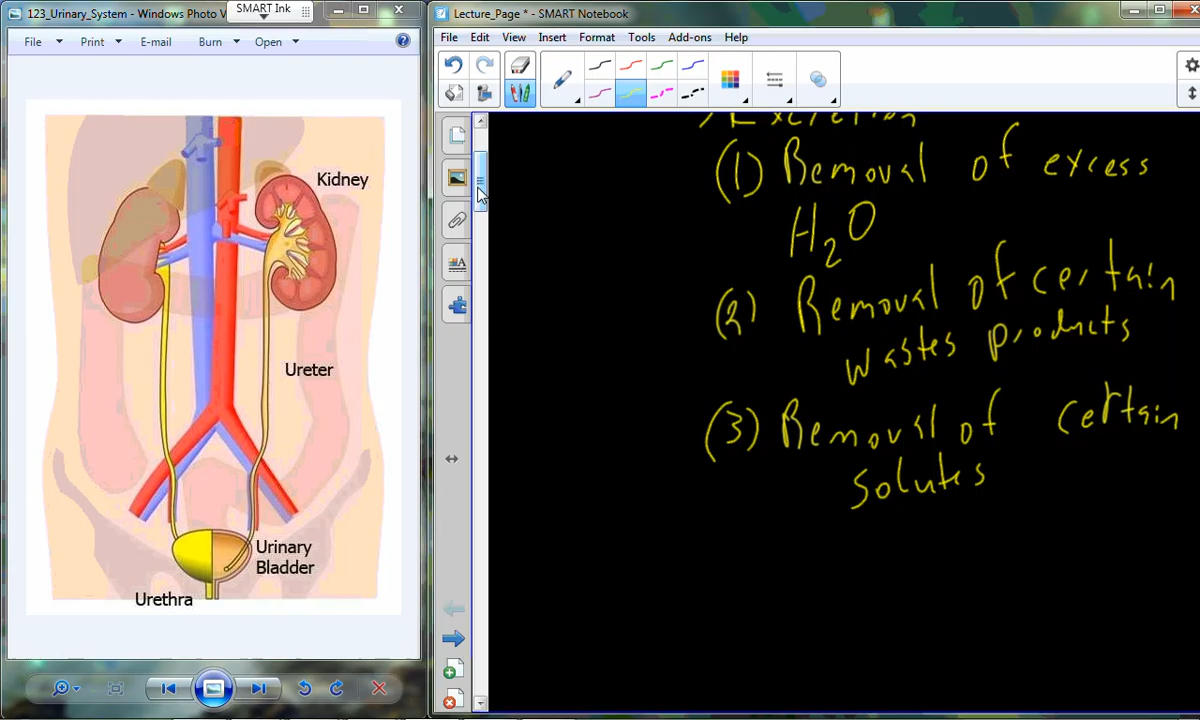 123_Urinary_System - Windows Photo V
SMART Ink
File Print E-mail Burn Open
Kidney
Ureter
Urinary
Bladder
Urethra
Lecture_Page * - SMART Notebook
File Edit View Insert Format Tools Add-ons Help
(1) Removal of excess
H2O
(2) Removal of certain
wastes products
(3) Removal of certain
solutes